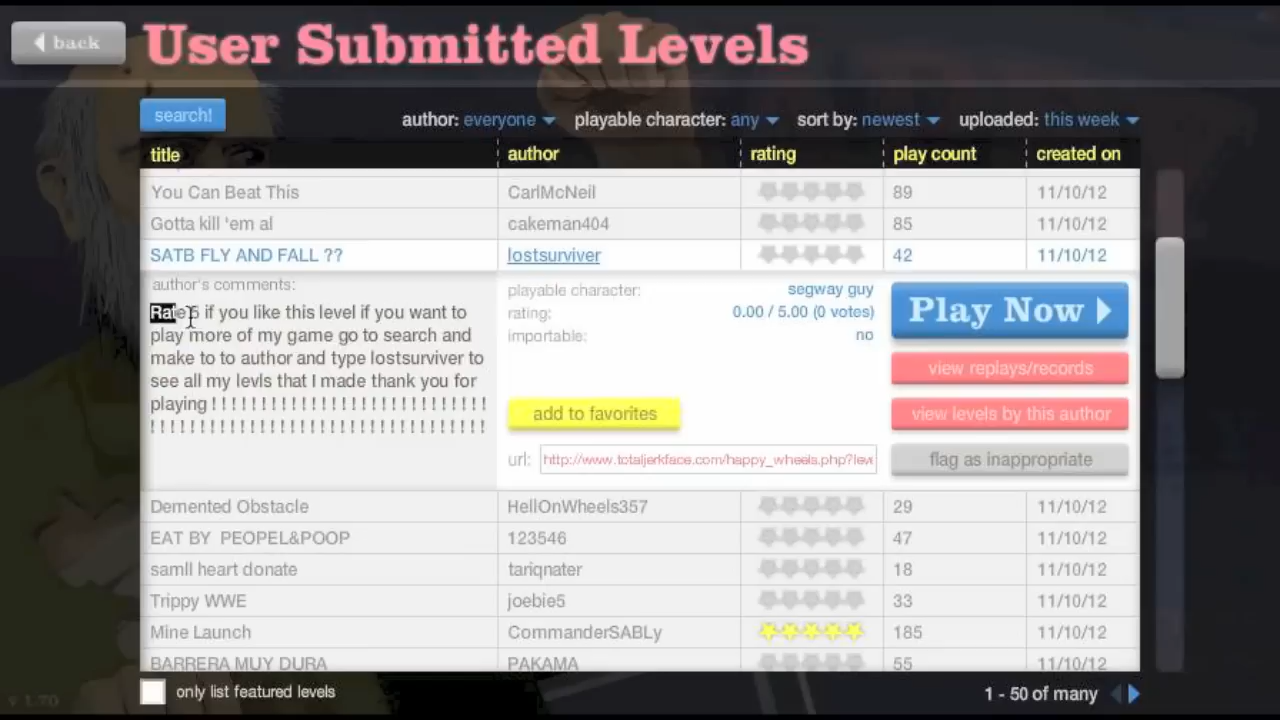 back
User Submitted Levels
search!
author: everyone
playable character: any
sort by: newest
uploaded: this week
title author rating play count created on
You Can Beat This CarlMcNeil 89 11/10/12
Gotta kill 'em al cakeman404 85 11/10/12
SATB FLY AND FALL ?? lostsurviver 42 11/10/12
author's comments:
Rate 5 if you like this level if you want to
play more of my game go to search and
make to to author and type lostsurviver to
see all my levls that I made thank you for
playing ! ! ! ! ! ! ! ! ! ! ! ! ! ! ! ! ! ! ! ! ! ! ! ! ! ! ! !
! ! ! ! ! ! ! ! ! ! ! ! ! ! ! ! ! ! ! ! ! ! ! ! ! ! ! ! ! ! ! ! ! !
playable character: segway guy
rating: 0.00 / 5.00 (0 votes)
importable: no
add to favorites
url: http://www.totaljerkface.com/happy_wheels.php?leve
Play Now
view replays/records
view levels by this author
flag as inappropriate
Demented Obstacle HellOnWheels357 29 11/10/12
EAT BY PEOPEL&POOP 123546 47 11/10/12
samll heart donate tariqnater 18 11/10/12
Trippy WWE joebie5 33 11/10/12
Mine Launch CommanderSABLy 185 11/10/12
BARRERA MUY DURA PAKAMA 55 11/10/12
only list featured levels
1 - 50 of many
v 1.70